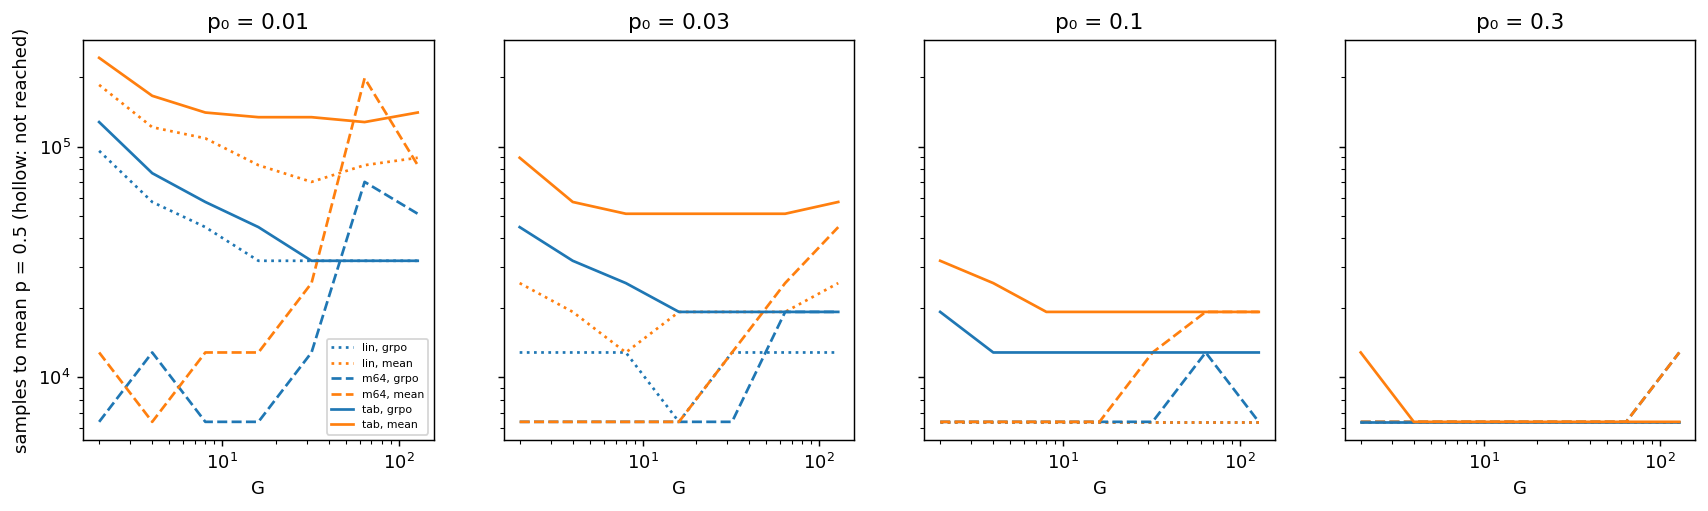 p₀ = 0.01
p₀ = 0.03
p₀ = 0.1
p₀ = 0.3
samples to mean p = 0.5 (hollow: not reached)
10⁵
10⁴
lin, grpo
lin, mean
m64, grpo
m64, mean
tab, grpo
tab, mean
10¹ 10²
10¹ 10²
10¹ 10²
10¹ 10²
G
G
G
G